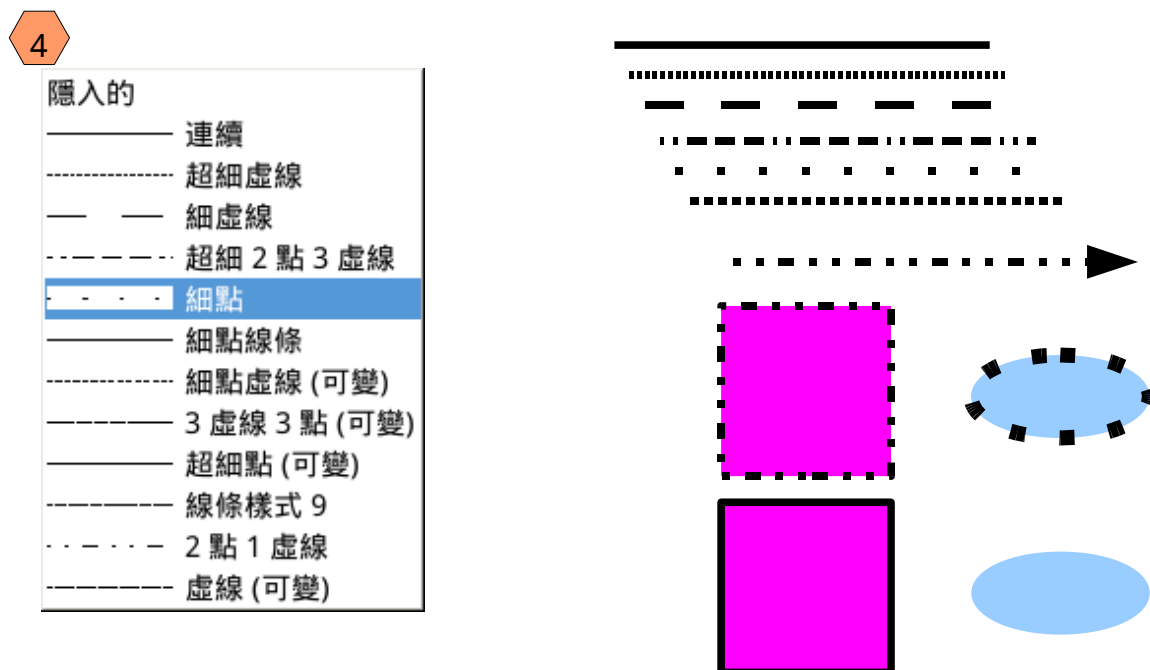 4
隱入的
連續
超細虛線
細虛線
超細 2 點 3 虛線
細點
細點線條
細點虛線 (可變)
3 虛線 3 點 (可變)
超細點 (可變)
線條樣式 9
2 點 1 虛線
虛線 (可變)